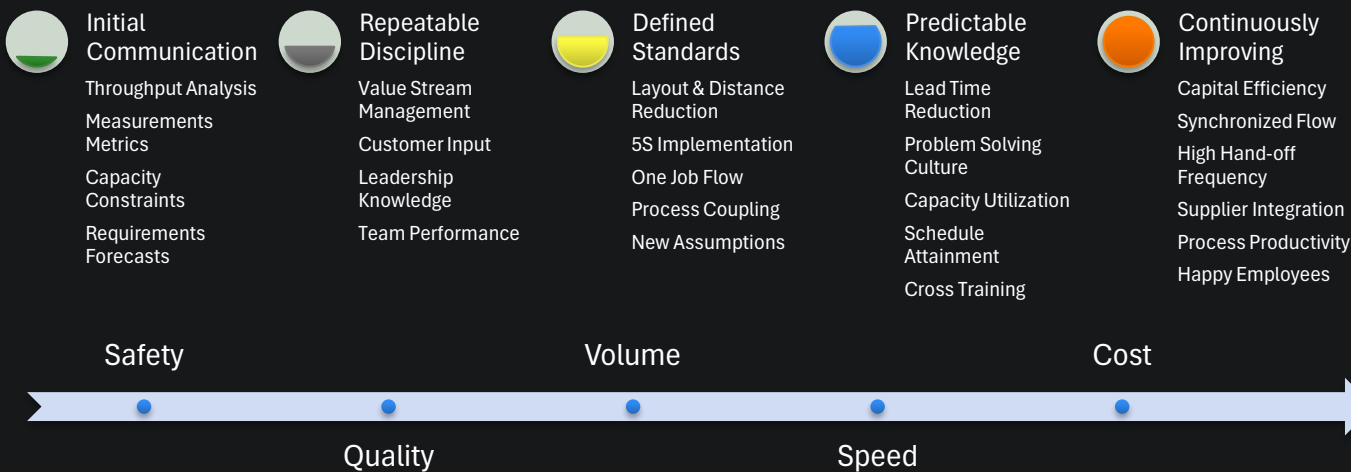 Initial
Communication
Throughput Analysis
Measurements
Metrics
Capacity
Constraints
Requirements
Forecasts
Repeatable
Discipline
Value Stream
Management
Customer Input
Leadership
Knowledge
Team Performance
Defined
Standards
Layout & Distance
Reduction
5S Implementation
One Job Flow
Process Coupling
New Assumptions
Predictable
Knowledge
Lead Time
Reduction
Problem Solving
Culture
Capacity Utilization
Schedule
Attainment
Cross Training
Continuously
Improving
Capital Efficiency
Synchronized Flow
High Hand-off
Frequency
Supplier Integration
Process Productivity
Happy Employees
Safety
Quality
Volume
Speed
Cost